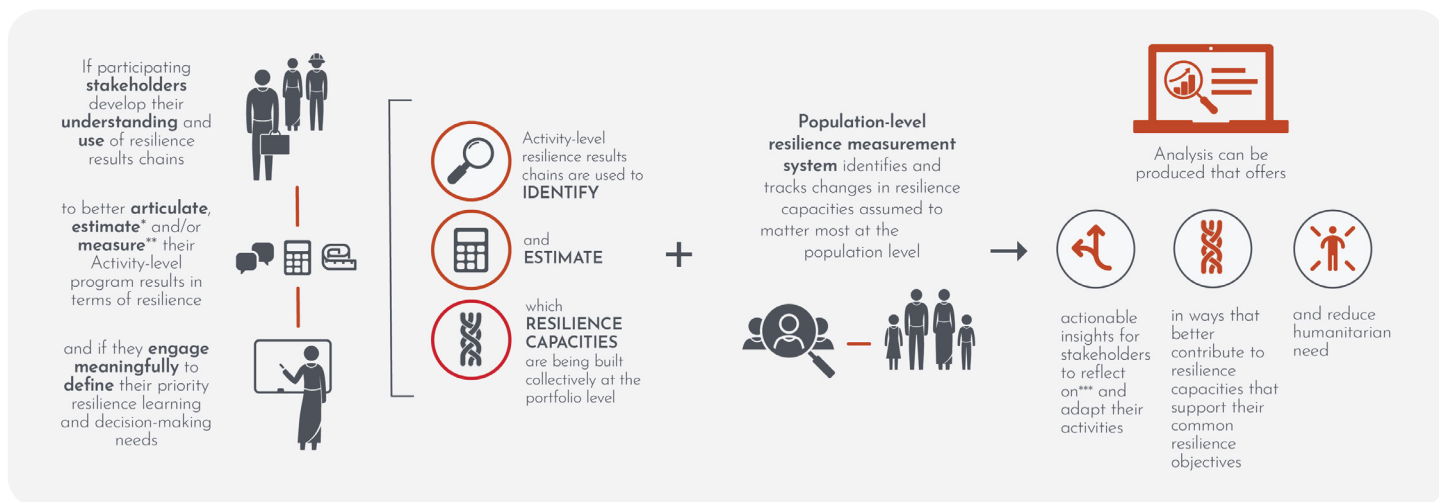 If participating
stakeholders
develop their
understanding and
use of resilience
results chains
to better articulate,
estimate* and/or
measure** their
Activity-level
program results in
terms of resilience
and if they engage
meaningfully to
define their priority
resilience learning
and decision-making
needs
Activity-level
resilience results
chains are used to
IDENTIFY
and
ESTIMATE
which
RESILIENCE
CAPACITIES
are being built
collectively at the
portfolio level
+
Population-level
resilience measurement
system identifies and
tracks changes in resilience
capacities assumed to
matter most at the
population level
Analysis can be
produced that offers
actionable
insights for
stakeholders
to reflect
on*** and
adapt their
activities
in ways that
better
contribute to
resilience
capacities that
support their
common
resilience
objectives
and reduce
humanitarian
need